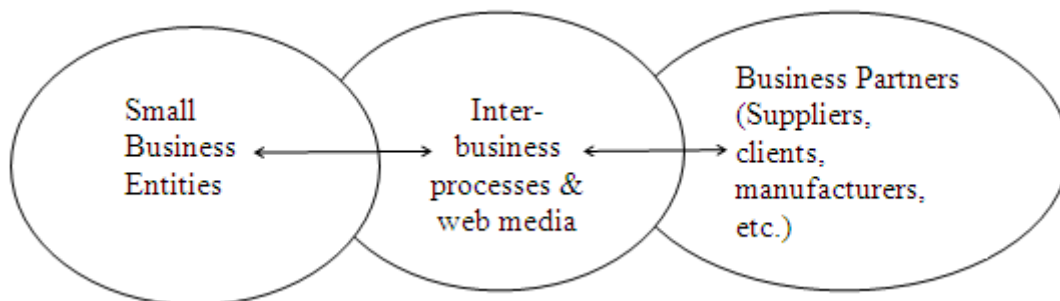 Small
Business
Entities
Inter-
business
processes &
web media
Business Partners
(Suppliers,
clients,
manufacturers,
etc.)